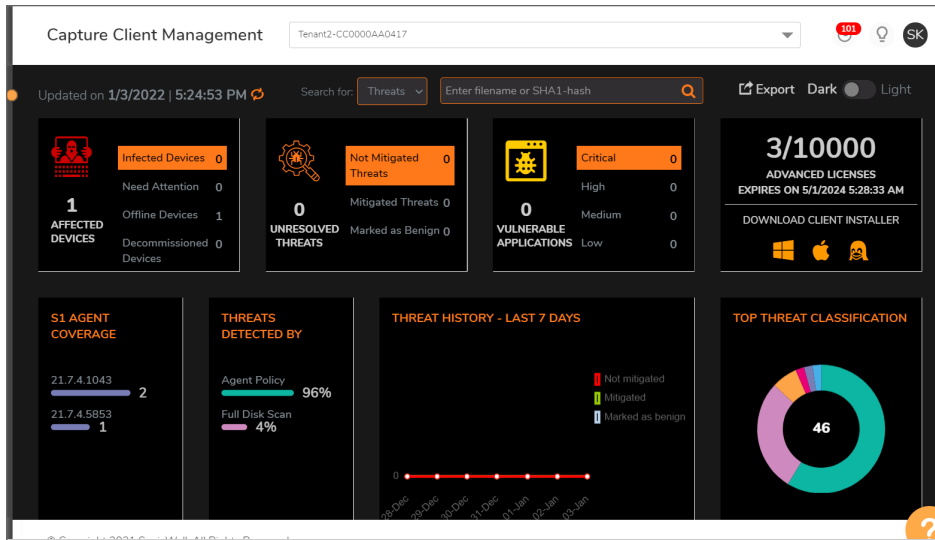 Capture Client Management
Tenant2-CC0000AA0417
101
SK
Updated on 1/3/2022 | 5:24:53 PM
Search for:
Threats
Enter filename or SHA1-hash
Export
Dark
Light
1
AFFECTED
DEVICES
Infected Devices 0
Need Attention 0
Offline Devices 1
Decommissioned 0
Devices
0
UNRESOLVED
THREATS
Not Mitigated 0
Threats
Mitigated Threats 0
Marked as Benign 0
0
VULNERABLE
APPLICATIONS
Critical 0
High 0
Medium 0
Low 0
3/10000
ADVANCED LICENSES
EXPIRES ON 5/1/2024 5:28:33 AM
DOWNLOAD CLIENT INSTALLER
S1 AGENT
COVERAGE
21.7.4.1043
2
21.7.4.5853
1
THREATS
DETECTED BY
Agent Policy
96%
Full Disk Scan
4%
THREAT HISTORY - LAST 7 DAYS
Not mitigated
Mitigated
Marked as benign
0
28-Dec
29-Dec
30-Dec
31-Dec
01-Jan
02-Jan
03-Jan
TOP THREAT CLASSIFICATION
46
?